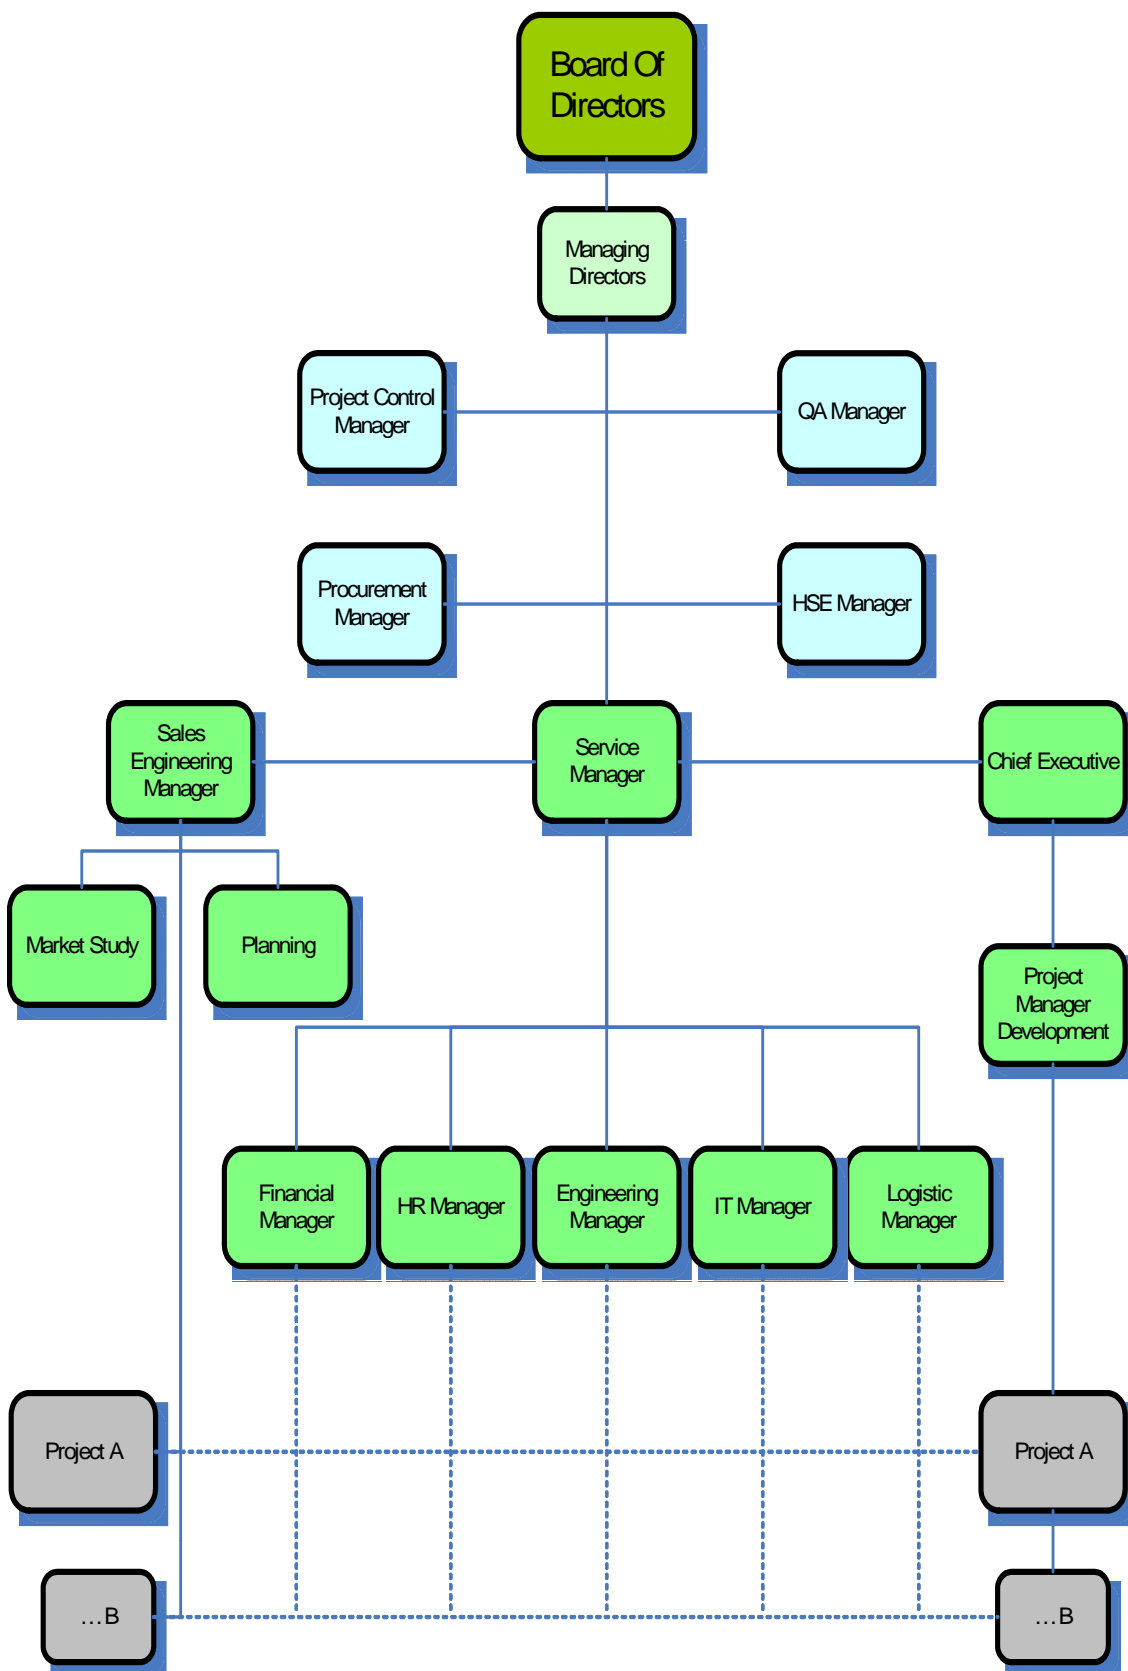 Board Of
Directors
Managing
Directors
Project Control
Manager
QA Manager
Procurement
Manager
HSE Manager
Sales
Engineering
Manager
Service
Manager
Chief Executive
Market Study
Planning
Project
Manager
Development
Financial
Manager
HR Manager
Engineering
Manager
IT Manager
Logistic
Manager
Project A
Project A
…B
…B